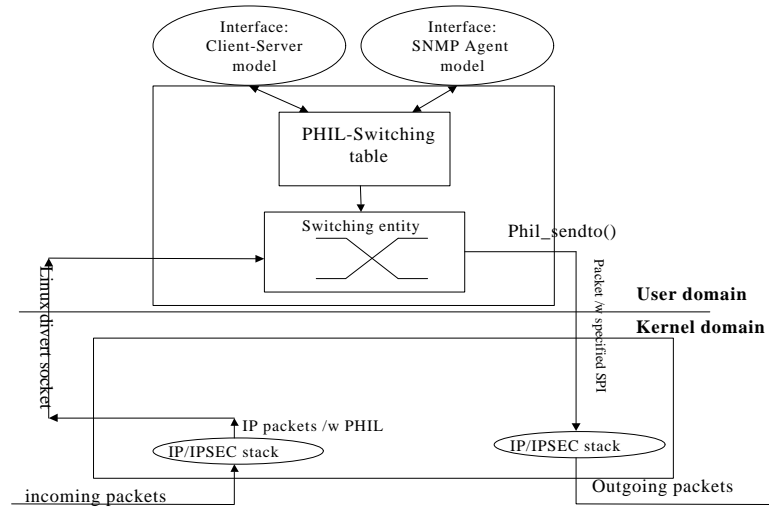 Interface:
Client-Server
model
Interface:
SNMP Agent
model
PHIL-Switching
table
Switching entity
Phil_sendto()
Packet /w specified SPI
User domain
Kernel domain
Linux divert socket
IP packets /w PHIL
IP/IPSEC stack
IP/IPSEC stack
incoming packets
Outgoing packets